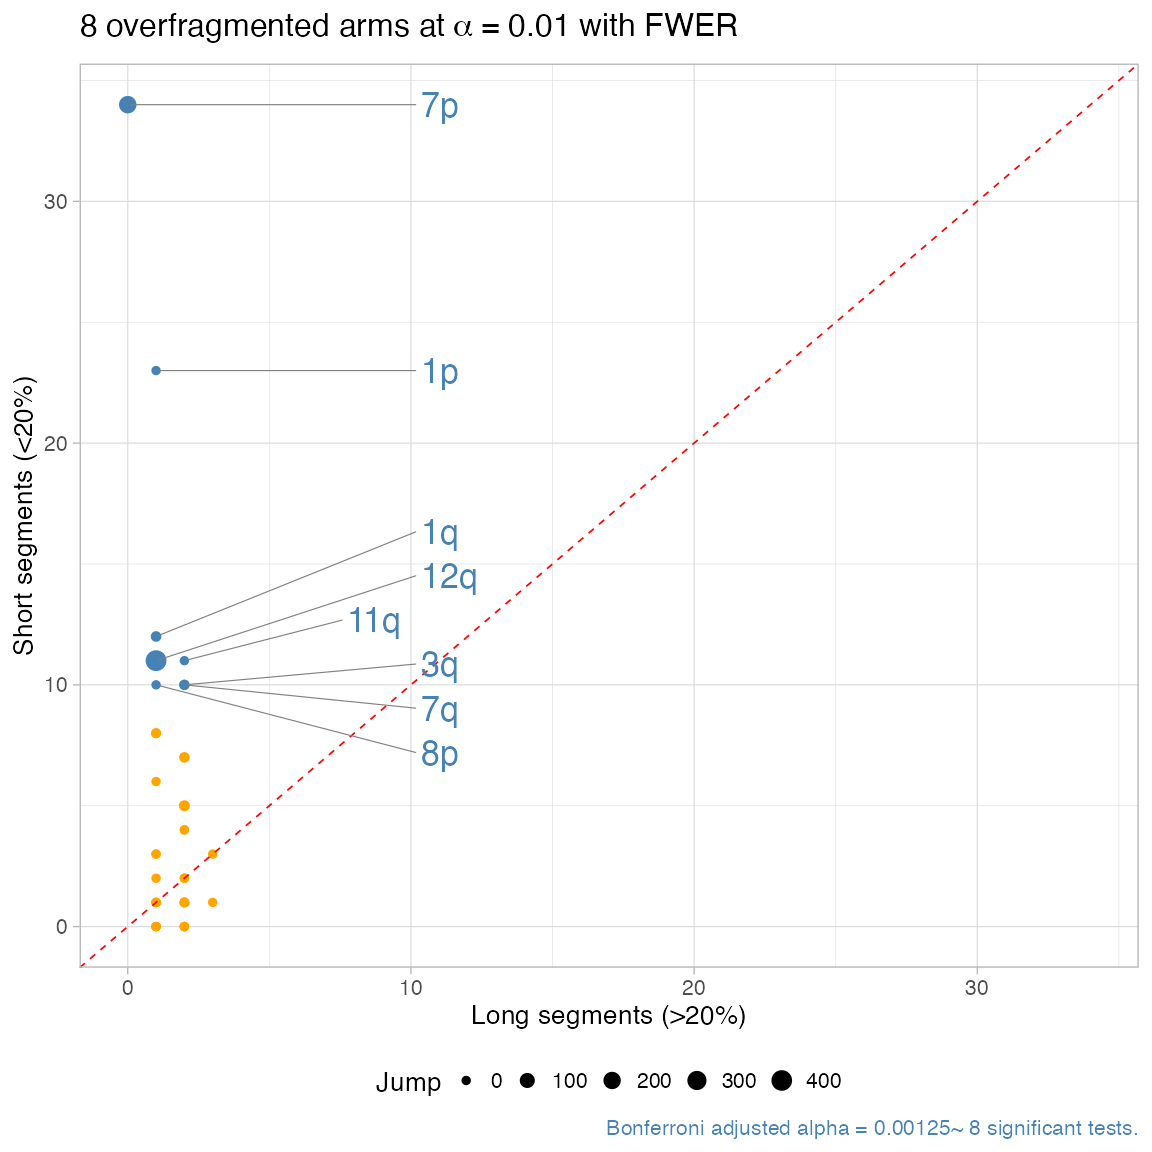 8 overfragmented arms at α = 0.01 with FWER
7p
30
1p
20
1q
12q
11q
3q
10
7q
8p
0
0 10 20 30
Short segments (<20%)
Long segments (>20%)
Jump 0 100 200 300 400
Bonferroni adjusted alpha = 0.00125~ 8 significant tests.